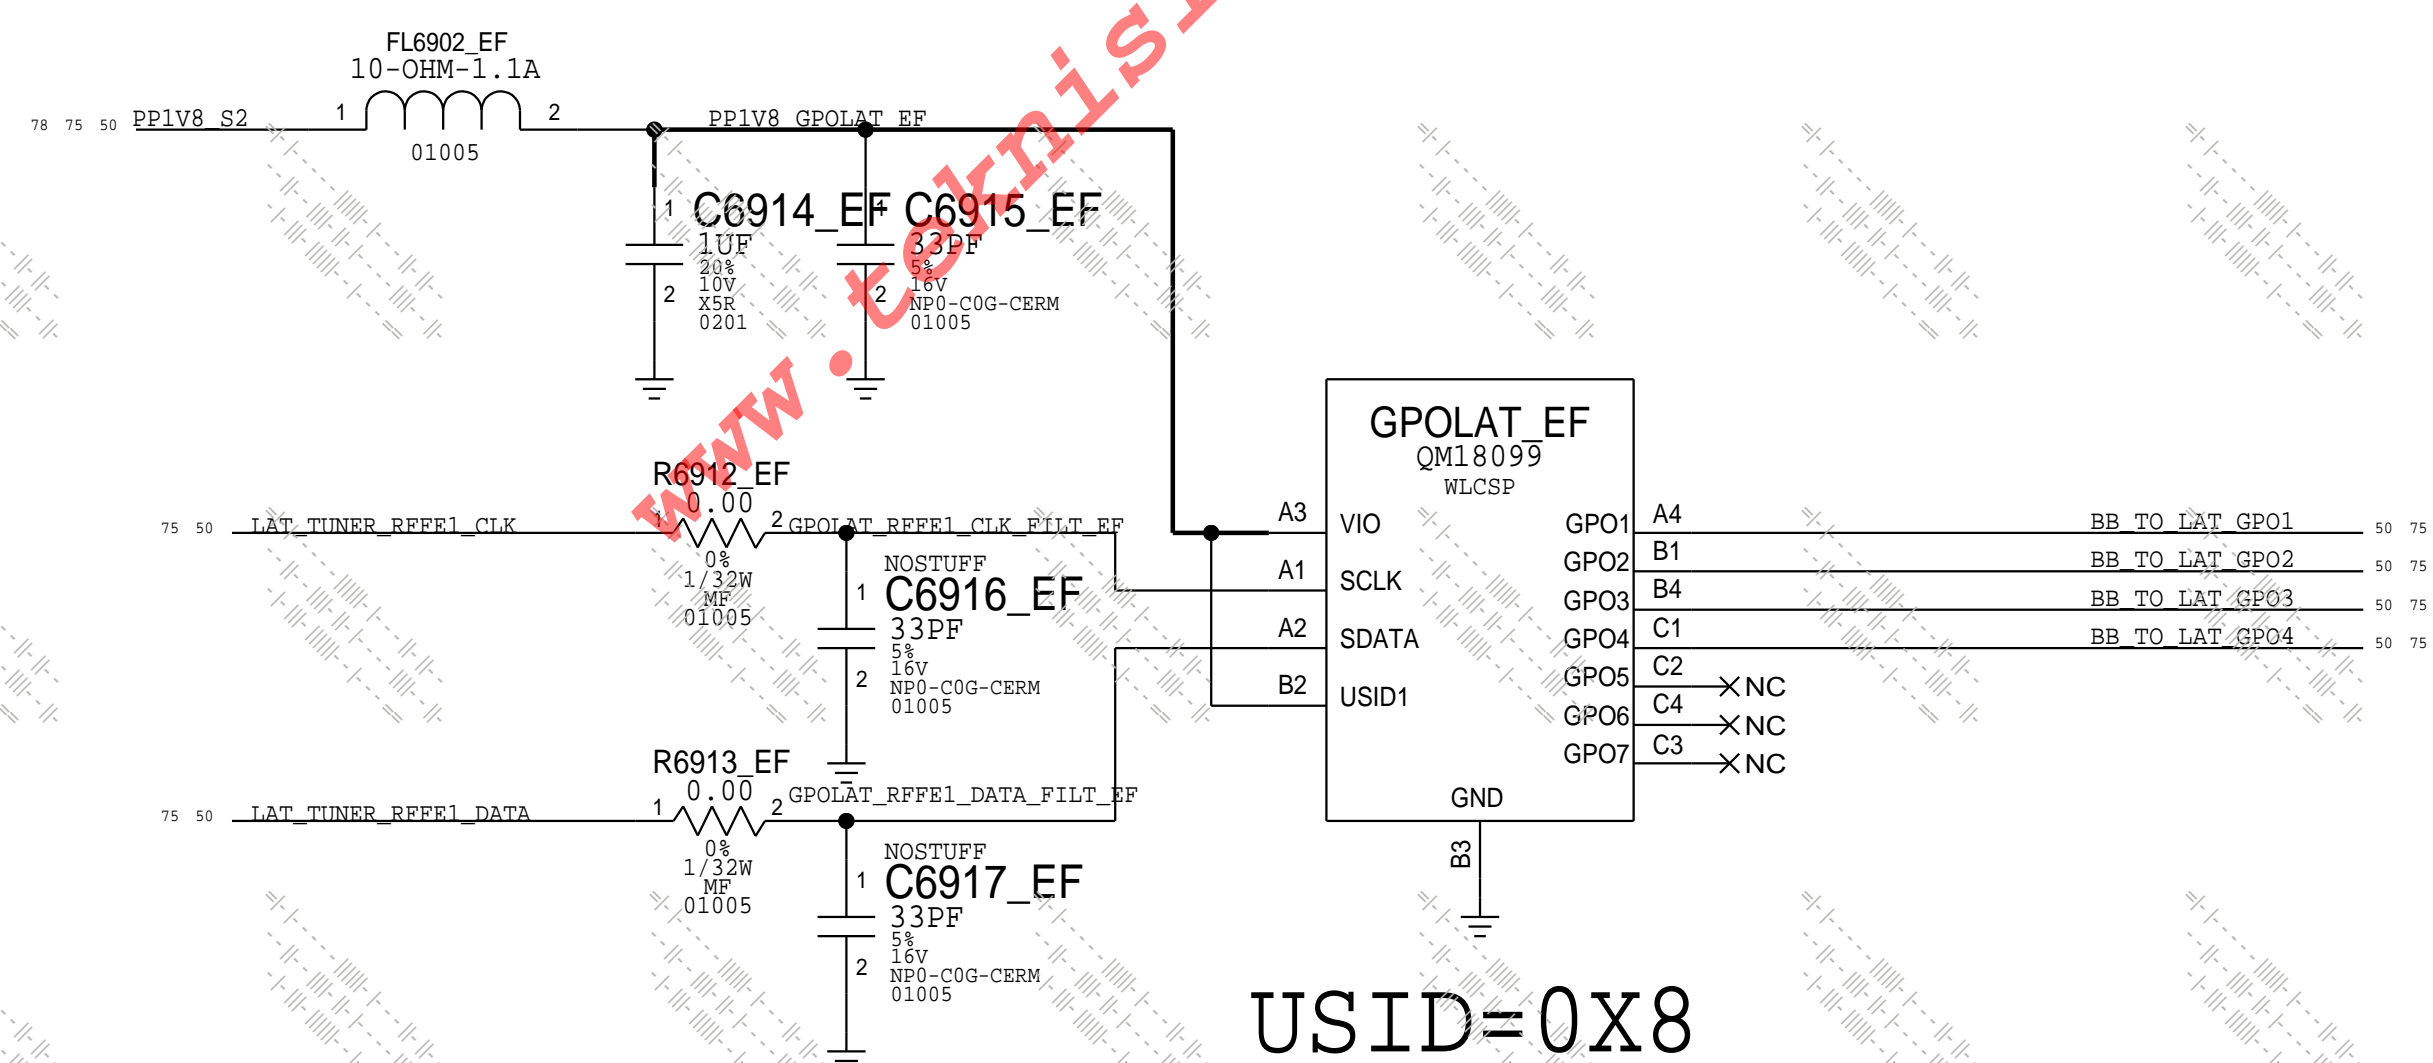 FL6902_EF
10-OHM-1.1A
78 75 50 PP1V8_S2 1 2 PP1V8_GPOLAT_EF
01005
1 C6914_EF
1UF
20%
10V
X5R
2
0201
1 C6915_EF
33PF
5%
16V
2
NP0-C0G-CERM
01005
R6912_EF
0.00
75 50 LAT_TUNER_RFFE1_CLK 1 2 GPOLAT_RFFE1_CLK_FILT_EF
0%
1/32W
MF
01005
NOSTUFF
1 C6916_EF
33PF
5%
16V
2
NP0-C0G-CERM
01005
R6913_EF
0.00
75 50 LAT_TUNER_RFFE1_DATA 1 2 GPOLAT_RFFE1_DATA_FILT_EF
0%
1/32W
MF
01005
NOSTUFF
1 C6917_EF
33PF
5%
16V
2
NP0-C0G-CERM
01005
GPOLAT_EF
QM18099
WLCSP
A3 VIO
A1 SCLK
A2 SDATA
B2 USID1
GPO1 A4 BB_TO_LAT_GPO1 50 75
GPO2 B1 BB_TO_LAT_GPO2 50 75
GPO3 B4 BB_TO_LAT_GPO3 50 75
GPO4 C1 BB_TO_LAT_GPO4 50 75
GPO5 C2 NC
GPO6 C4 NC
GPO7 C3 NC
GND
B3
USID=0X8